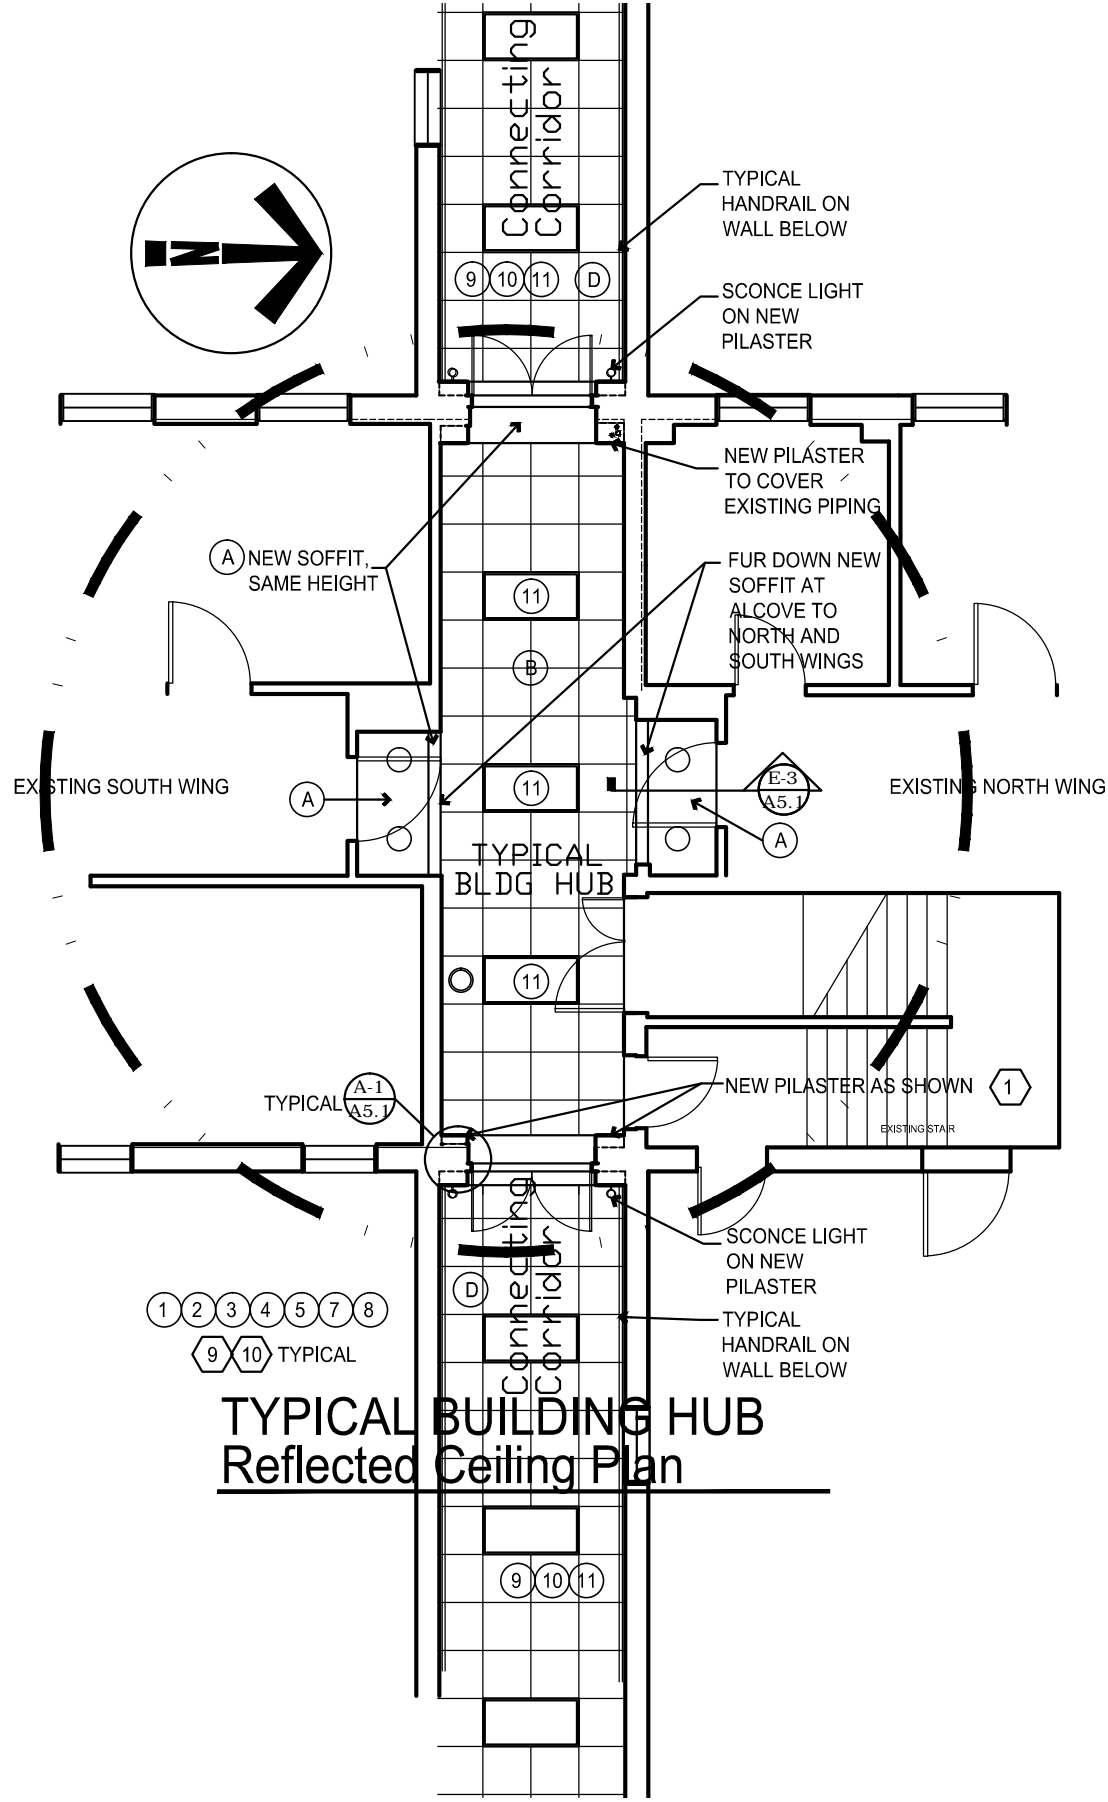 Connecting
Corridor
N
TYPICAL
HANDRAIL ON
WALL BELOW
9 10 11 D
SCONCE LIGHT
ON NEW
PILASTER
NEW PILASTER
TO COVER
EXISTING PIPING
A NEW SOFFIT,
SAME HEIGHT
FUR DOWN NEW
SOFFIT AT
ALCOVE TO
NORTH AND
SOUTH WINGS
11
B
EXISTING SOUTH WING
A
11
E-3
A5.1
EXISTING NORTH WING
A
TYPICAL
BLDG HUB
11
TYPICAL
A-1
A5.1
NEW PILASTER AS SHOWN
1
EXISTING STAIR
Connecting
Corridor
D
SCONCE LIGHT
ON NEW
PILASTER
1 2 3 4 5 7 8
9 10 TYPICAL
TYPICAL
HANDRAIL ON
WALL BELOW
TYPICAL BUILDING HUB
Reflected Ceiling Plan
9 10 11